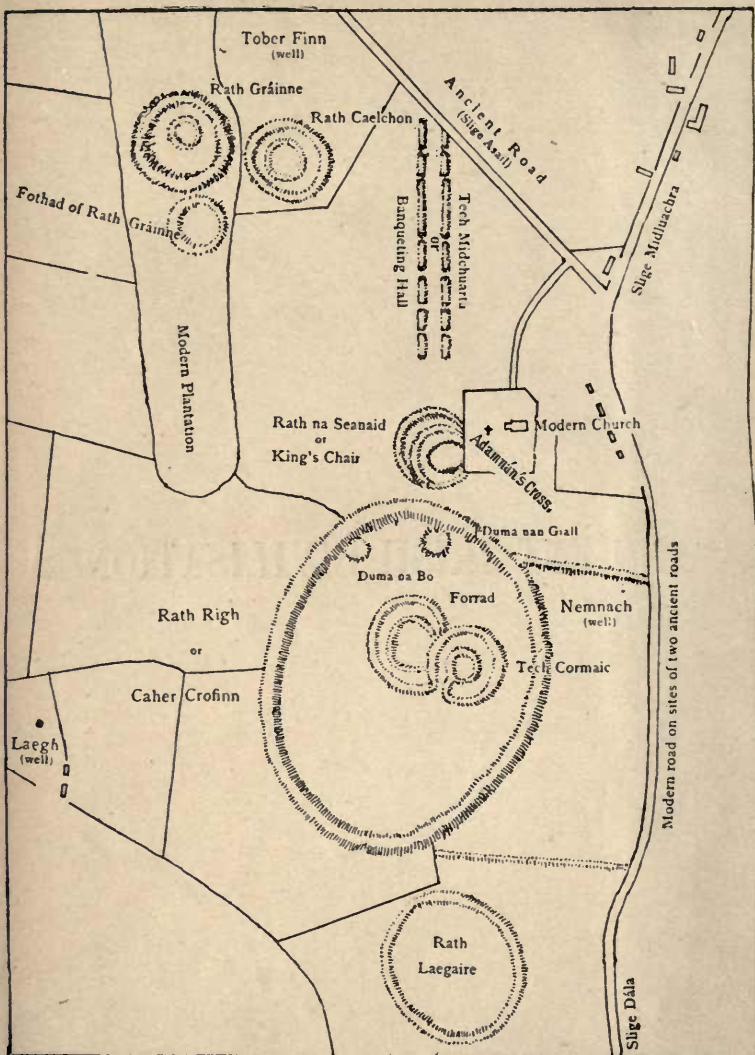 Tober Finn
(well)
Rath Gráinne
Rath Caelchon
Ancient Road
(Slige Asail)
Fothad of Rath Gráinne
Tech Midchuarta
or
Banqueting Hall
Slige Midluachra
Modern Plantation
Rath na Seanaid
or
King's Chair
Modern Church
Adamnán's Cross.
Duma nan Giall
Duma na Bo
Forrad
Nemnach
(well)
Rath Righ
or
Caher Crofinn
Tech Cormaic
Laegh
(well)
Modern road on sites of two ancient roads
Rath
Laegaire
Slige Dála